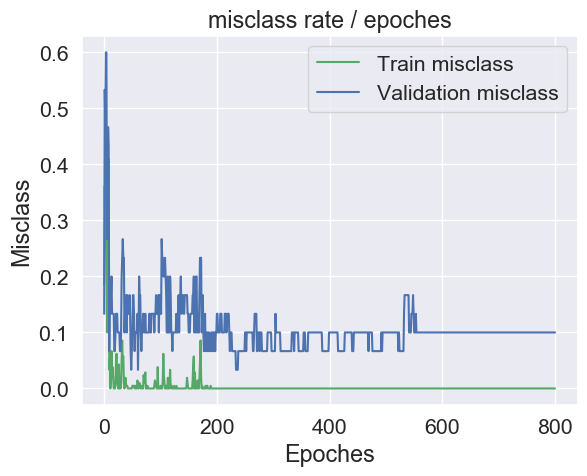 misclass rate / epoches
Train misclass
Validation misclass
0.6
0.5
0.4
0.3
0.2
0.1
0.0
Misclass
0
200
400
600
800
Epoches